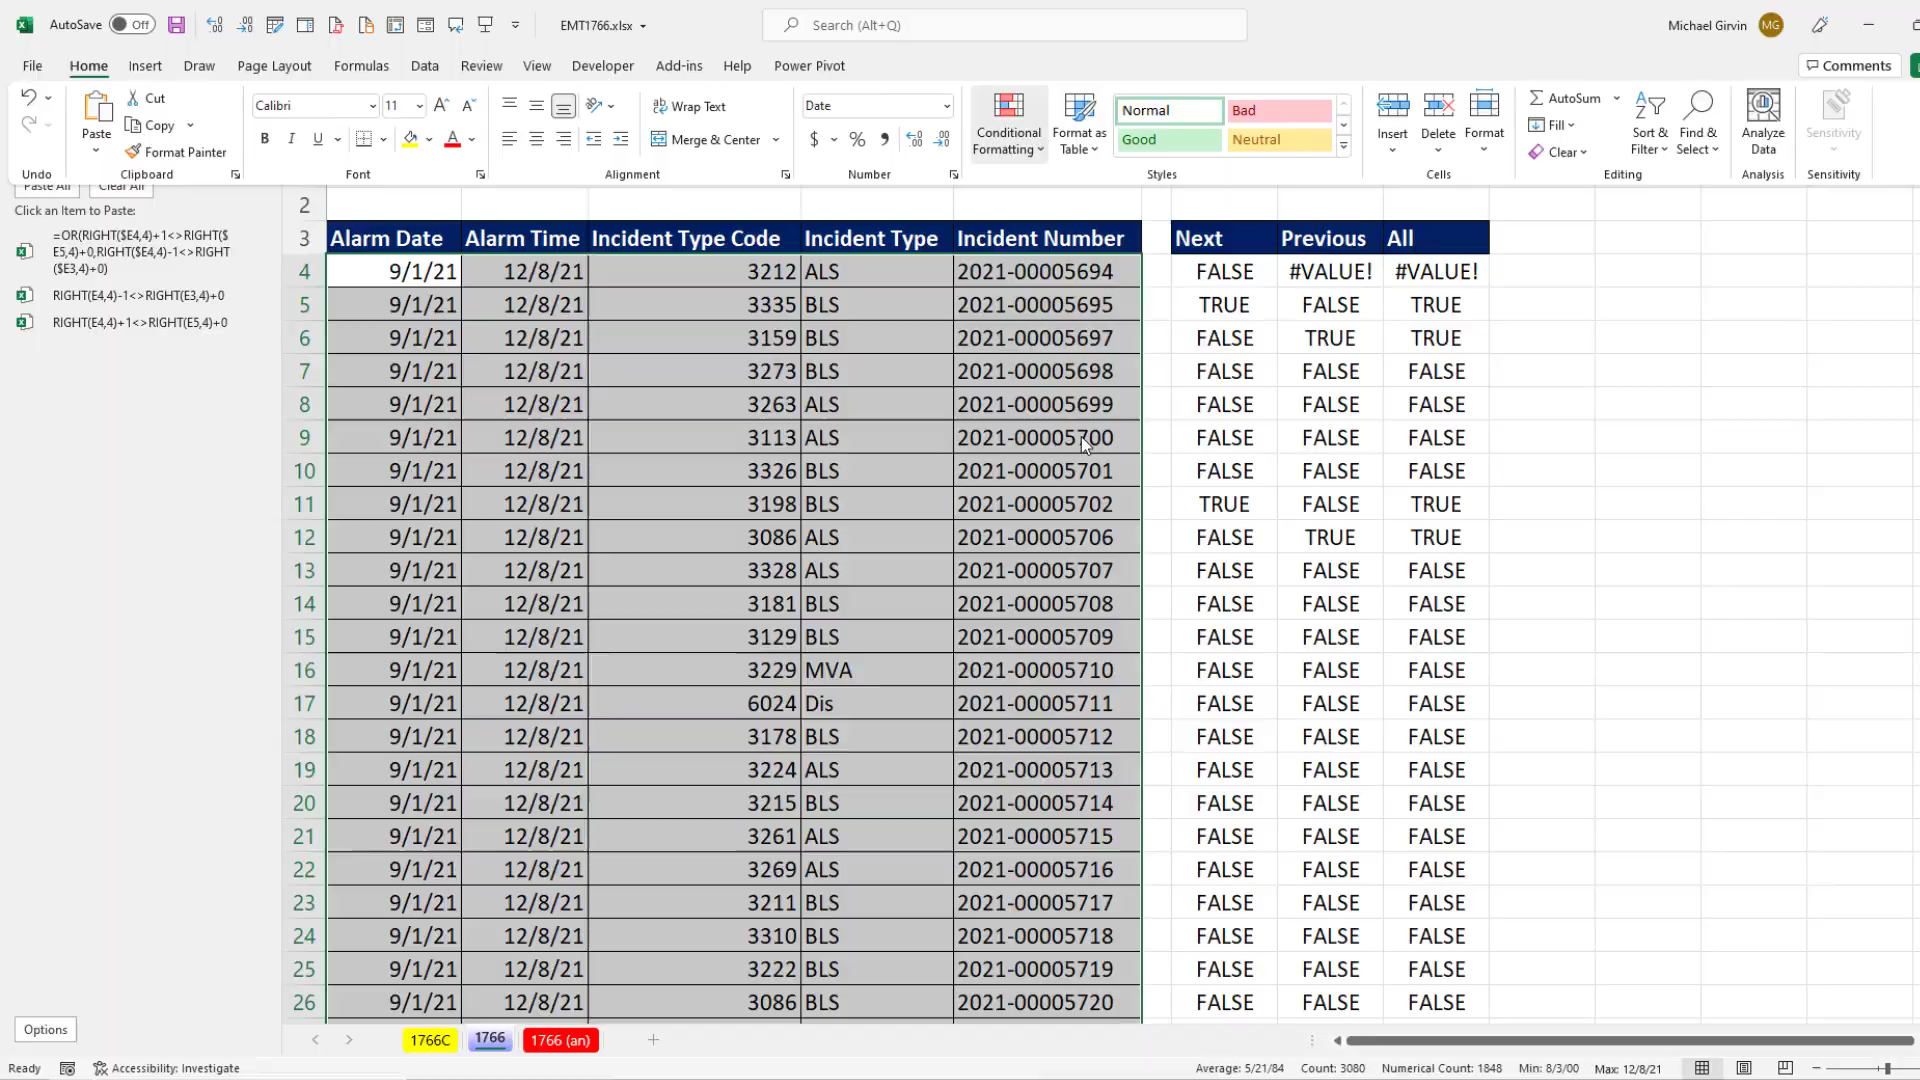 AutoSave Off EMT1766.xlsx Search (Alt+Q) Michael Girvin MG
File Home Insert Draw Page Layout Formulas Data Review View Developer Add-ins Help Power Pivot Comments
Cut Calibri 11 Wrap Text Date Normal Bad AutoSum
Paste Copy Conditional Formatting Format as Table Insert Delete Format Fill Sort & Filter Find & Select Analyze Data Sensitivity
Format Painter B I U Merge & Center $ % Good Neutral Clear
Undo Clipboard Font Alignment Number Styles Cells Editing Analysis Sensitivity
Paste All Clear All
Click an Item to Paste:
=OR(RIGHT($E4,4)+1<>RIGHT($
E5,4)+0,RIGHT($E4,4)-1<>RIGHT
($E3,4)+0)
RIGHT(E4,4)-1<>RIGHT(E3,4)+0
RIGHT(E4,4)+1<>RIGHT(E5,4)+0
2
3 Alarm Date Alarm Time Incident Type Code Incident Type Incident Number Next Previous All
4 9/1/21 12/8/21 3212 ALS 2021-00005694 FALSE #VALUE! #VALUE!
5 9/1/21 12/8/21 3335 BLS 2021-00005695 TRUE FALSE TRUE
6 9/1/21 12/8/21 3159 BLS 2021-00005697 FALSE TRUE TRUE
7 9/1/21 12/8/21 3273 BLS 2021-00005698 FALSE FALSE FALSE
8 9/1/21 12/8/21 3263 ALS 2021-00005699 FALSE FALSE FALSE
9 9/1/21 12/8/21 3113 ALS 2021-00005700 FALSE FALSE FALSE
10 9/1/21 12/8/21 3326 BLS 2021-00005701 FALSE FALSE FALSE
11 9/1/21 12/8/21 3198 BLS 2021-00005702 TRUE FALSE TRUE
12 9/1/21 12/8/21 3086 ALS 2021-00005706 FALSE TRUE TRUE
13 9/1/21 12/8/21 3328 ALS 2021-00005707 FALSE FALSE FALSE
14 9/1/21 12/8/21 3181 BLS 2021-00005708 FALSE FALSE FALSE
15 9/1/21 12/8/21 3129 BLS 2021-00005709 FALSE FALSE FALSE
16 9/1/21 12/8/21 3229 MVA 2021-00005710 FALSE FALSE FALSE
17 9/1/21 12/8/21 6024 Dis 2021-00005711 FALSE FALSE FALSE
18 9/1/21 12/8/21 3178 BLS 2021-00005712 FALSE FALSE FALSE
19 9/1/21 12/8/21 3224 ALS 2021-00005713 FALSE FALSE FALSE
20 9/1/21 12/8/21 3215 BLS 2021-00005714 FALSE FALSE FALSE
21 9/1/21 12/8/21 3261 ALS 2021-00005715 FALSE FALSE FALSE
22 9/1/21 12/8/21 3269 ALS 2021-00005716 FALSE FALSE FALSE
23 9/1/21 12/8/21 3211 BLS 2021-00005717 FALSE FALSE FALSE
24 9/1/21 12/8/21 3310 BLS 2021-00005718 FALSE FALSE FALSE
25 9/1/21 12/8/21 3222 BLS 2021-00005719 FALSE FALSE FALSE
26 9/1/21 12/8/21 3086 BLS 2021-00005720 FALSE FALSE FALSE
Options 1766C 1766 1766 (an)
Ready Accessibility: Investigate Average: 5/21/84 Count: 3080 Numerical Count: 1848 Min: 8/3/00 Max: 12/8/21